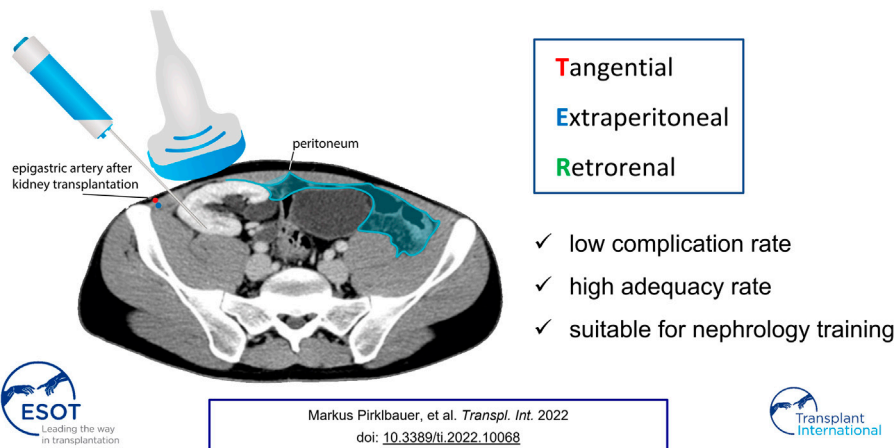 peritoneum
epigastric artery after
kidney transplantation
Tangential
Extraperitoneal
Retrorenal
✓ low complication rate
✓ high adequacy rate
✓ suitable for nephrology training
ESOT
Leading the way
in transplantation
Markus Pirklbauer, et al. Transpl. Int. 2022
doi: 10.3389/ti.2022.10068
Transplant
International